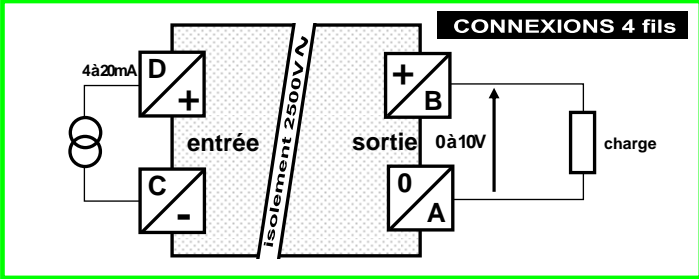 CONNEXIONS 4 fils
4à20mA
D
+
+
B
entrée
isolement 2500V ~
sortie
0à10V
charge
C
-
0
A